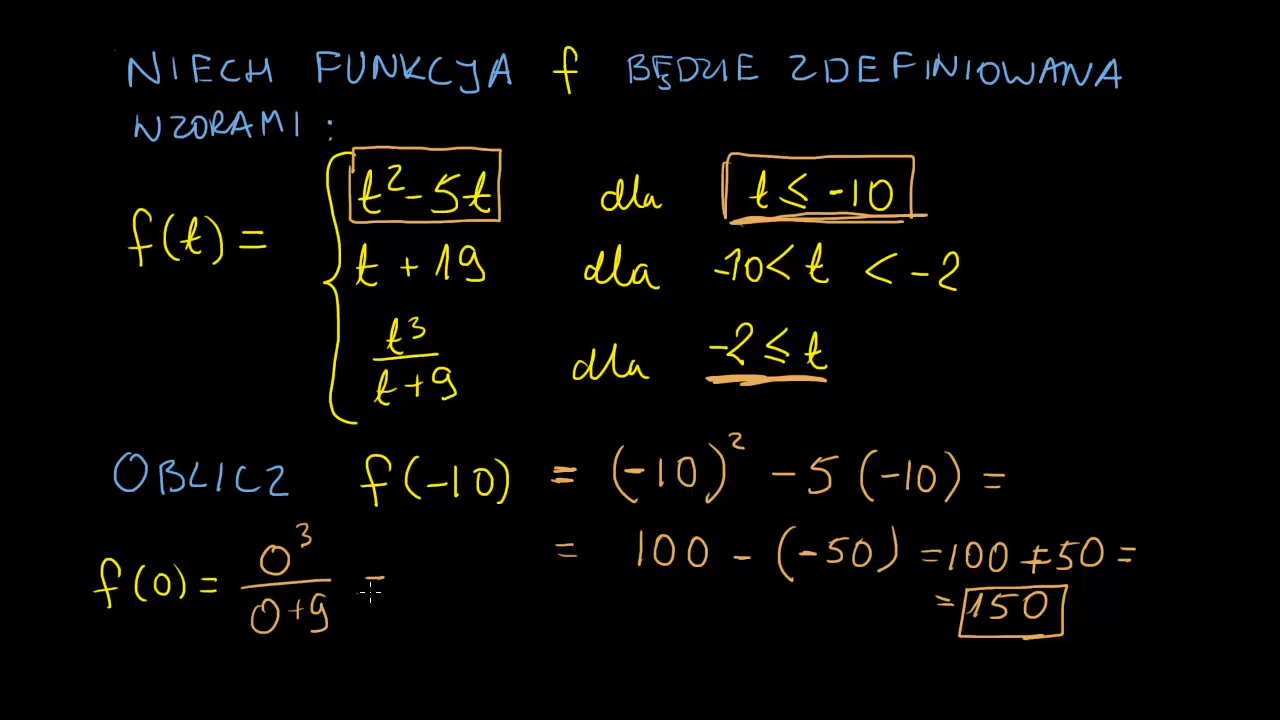 NIECH FUNKCJA f BĘDZIE ZDEFINIOWANA
WZORAMI:
f(t) = { t² - 5t dla t ≤ -10
t + 19 dla -10 < t < -2
t³/(t+9) dla -2 ≤ t
OBLICZ f(-10) = (-10)² - 5(-10) =
= 100 - (-50) = 100 + 50 =
= 150
f(0) = 0³/(0+9) =